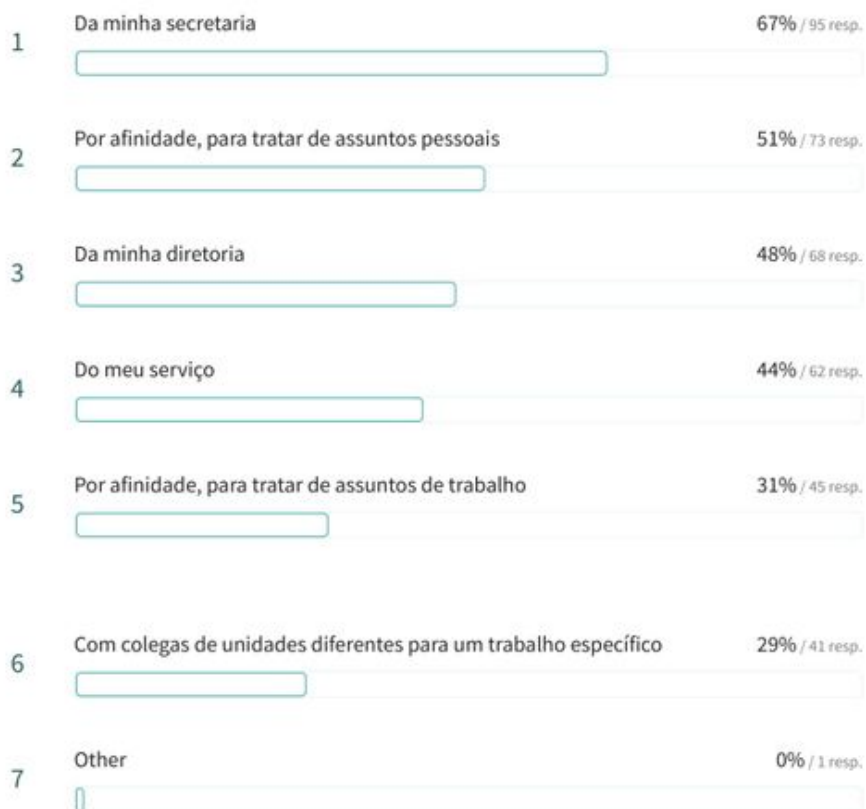 1
Da minha secretaria
67% / 95 resp.
2
Por afinidade, para tratar de assuntos pessoais
51% / 73 resp.
3
Da minha diretoria
48% / 68 resp.
4
Do meu serviço
44% / 62 resp.
5
Por afinidade, para tratar de assuntos de trabalho
31% / 45 resp.
6
Com colegas de unidades diferentes para um trabalho específico
29% / 41 resp.
7
Other
0% / 1 resp.